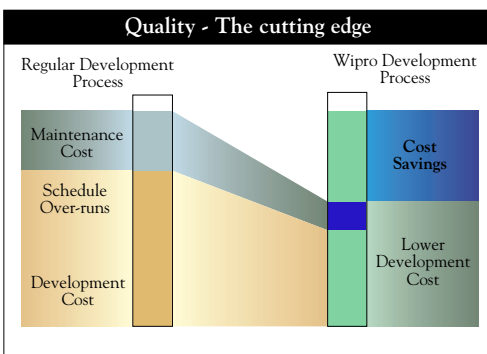 Quality - The cutting edge
Regular Development
Process
Wipro Development
Process
Maintenance
Cost
Schedule
Over-runs
Development
Cost
Cost
Savings
Lower
Development
Cost